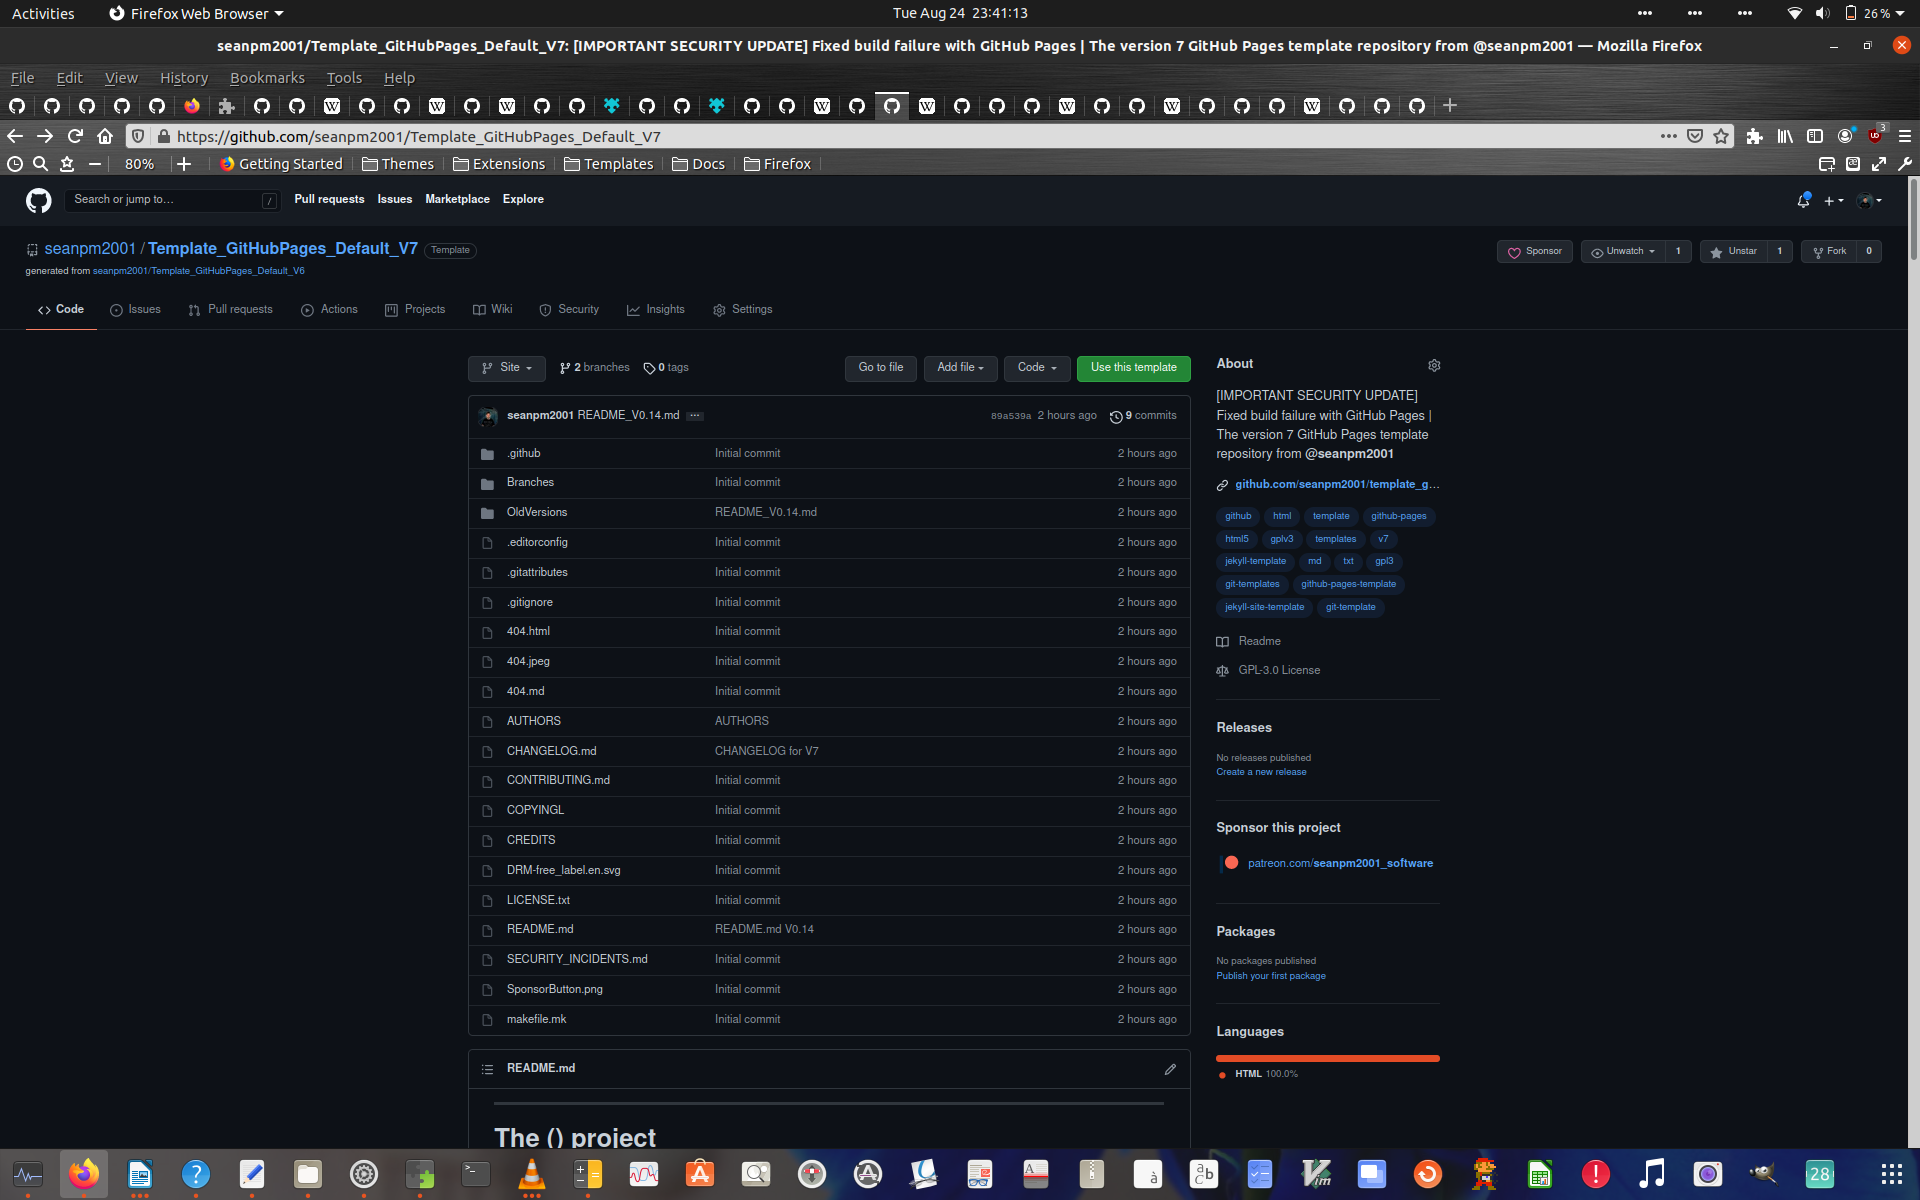 Activities Firefox Web Browser Tue Aug 24 23:41:13 26 %
seanpm2001/Template_GitHubPages_Default_V7: [IMPORTANT SECURITY UPDATE] Fixed build failure with GitHub Pages | The version 7 GitHub Pages template repository from @seanpm2001 — Mozilla Firefox
File Edit View History Bookmarks Tools Help
https://github.com/seanpm2001/Template_GitHubPages_Default_V7 3
80% Getting Started Themes Extensions Templates Docs Firefox
Search or jump to… / Pull requests Issues Marketplace Explore
seanpm2001 / Template_GitHubPages_Default_V7 Template Sponsor Unwatch 1 Unstar 1 Fork 0
generated from seanpm2001/Template_GitHubPages_Default_V6
Code Issues Pull requests Actions Projects Wiki Security Insights Settings
Site 2 branches 0 tags Go to file Add file Code Use this template
seanpm2001 README_V0.14.md ... 89a539a 2 hours ago 9 commits
.github Initial commit 2 hours ago
Branches Initial commit 2 hours ago
OldVersions README_V0.14.md 2 hours ago
.editorconfig Initial commit 2 hours ago
.gitattributes Initial commit 2 hours ago
.gitignore Initial commit 2 hours ago
404.html Initial commit 2 hours ago
404.jpeg Initial commit 2 hours ago
404.md Initial commit 2 hours ago
AUTHORS AUTHORS 2 hours ago
CHANGELOG.md CHANGELOG for V7 2 hours ago
CONTRIBUTING.md Initial commit 2 hours ago
COPYINGL Initial commit 2 hours ago
CREDITS Initial commit 2 hours ago
DRM-free_label.en.svg Initial commit 2 hours ago
LICENSE.txt Initial commit 2 hours ago
README.md README.md V0.14 2 hours ago
SECURITY_INCIDENTS.md Initial commit 2 hours ago
SponsorButton.png Initial commit 2 hours ago
makefile.mk Initial commit 2 hours ago
README.md
The () project
About
[IMPORTANT SECURITY UPDATE]
Fixed build failure with GitHub Pages |
The version 7 GitHub Pages template
repository from @seanpm2001
github.com/seanpm2001/template_g…
github html template github-pages
html5 gplv3 templates v7
jekyll-template md txt gpl3
git-templates github-pages-template
jekyll-site-template git-template
Readme
GPL-3.0 License
Releases
No releases published
Create a new release
Sponsor this project
patreon.com/seanpm2001_software
Packages
No packages published
Publish your first package
Languages
HTML 100.0%
28